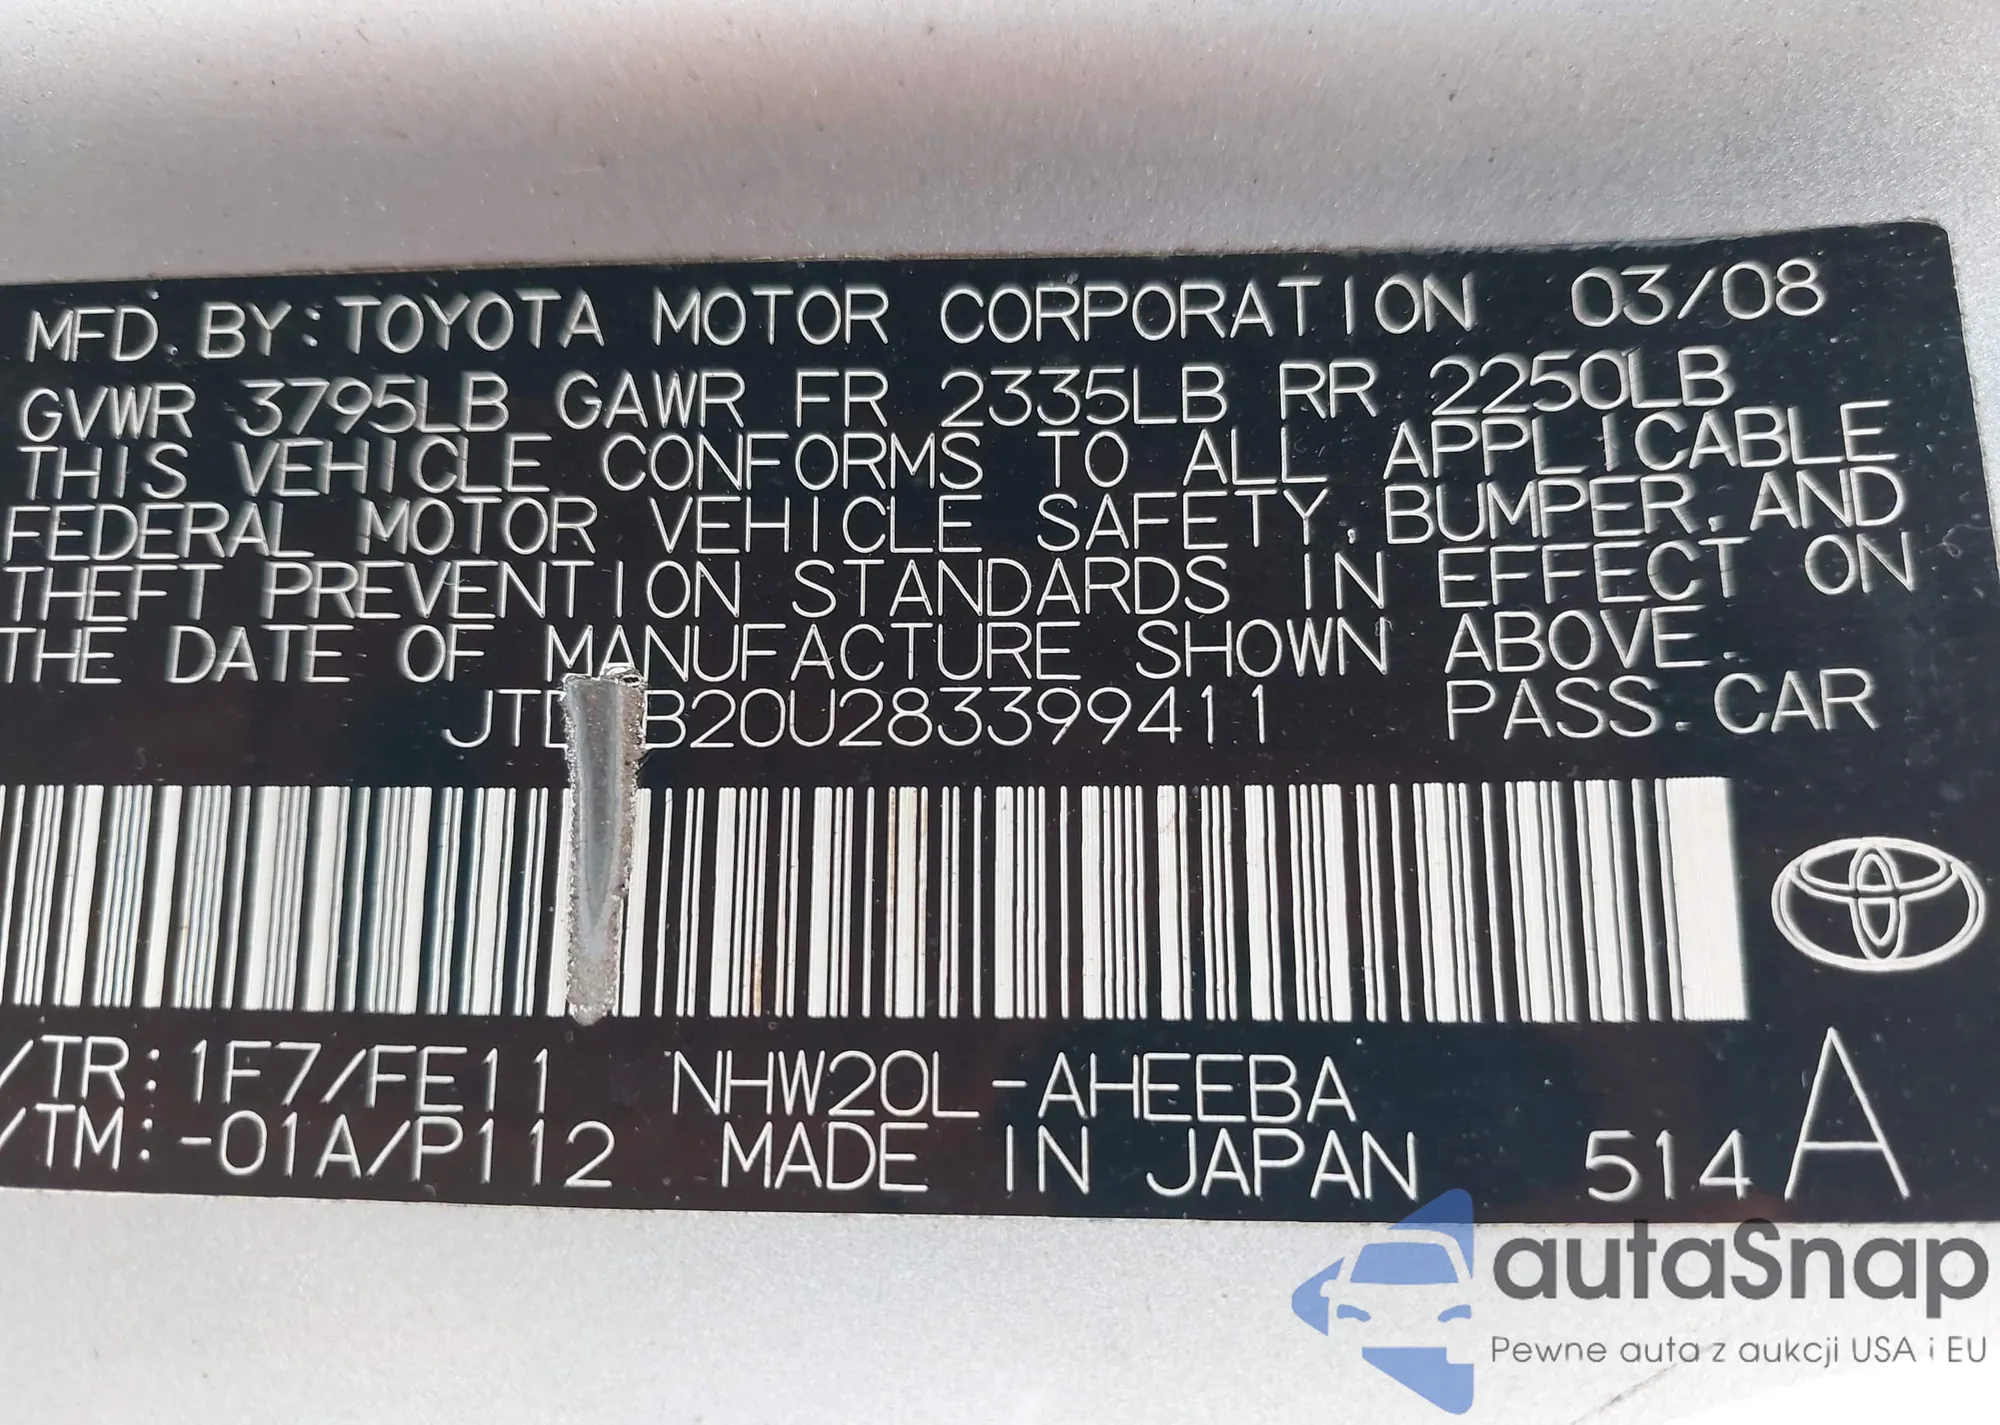 MFD. BY: TOYOTA MOTOR CORPORATION 03/08
GVWR 3795LB GAWR FR 2335LB RR 2250LB
THIS VEHICLE CONFORMS TO ALL APPLICABLE
FEDERAL MOTOR VEHICLE SAFETY, BUMPER, AND
THEFT PREVENTION STANDARDS IN EFFECT ON
THE DATE OF MANUFACTURE SHOWN ABOVE.
PASS. CAR
/TR: 1F7/FE11 NHW20L-AHEEBA
/TM: -01A/P112 MADE IN JAPAN 514 A
autaSnap
Pewne auta z aukcji USA i EU